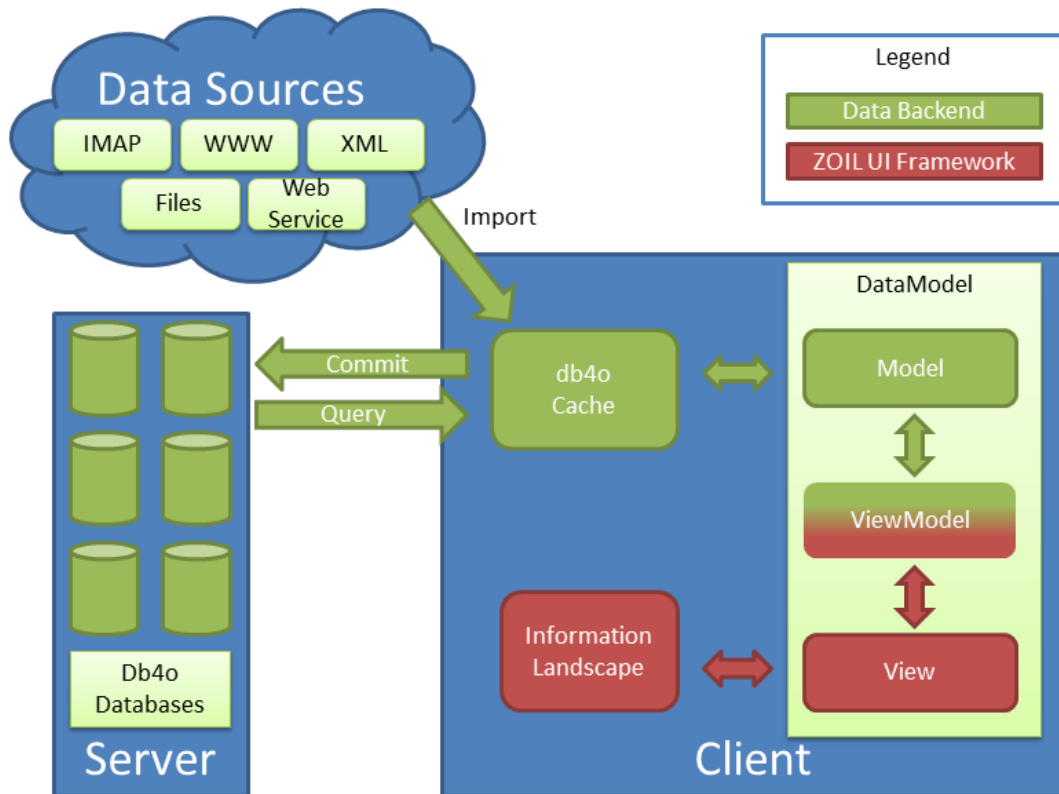 Data Sources
IMAP
WWW
XML
Files
Web
Service
Import
Legend
Data Backend
ZOIL UI Framework
DataModel
Commit
Query
db4o
Cache
Model
ViewModel
Information
Landscape
View
Db4o
Databases
Server
Client